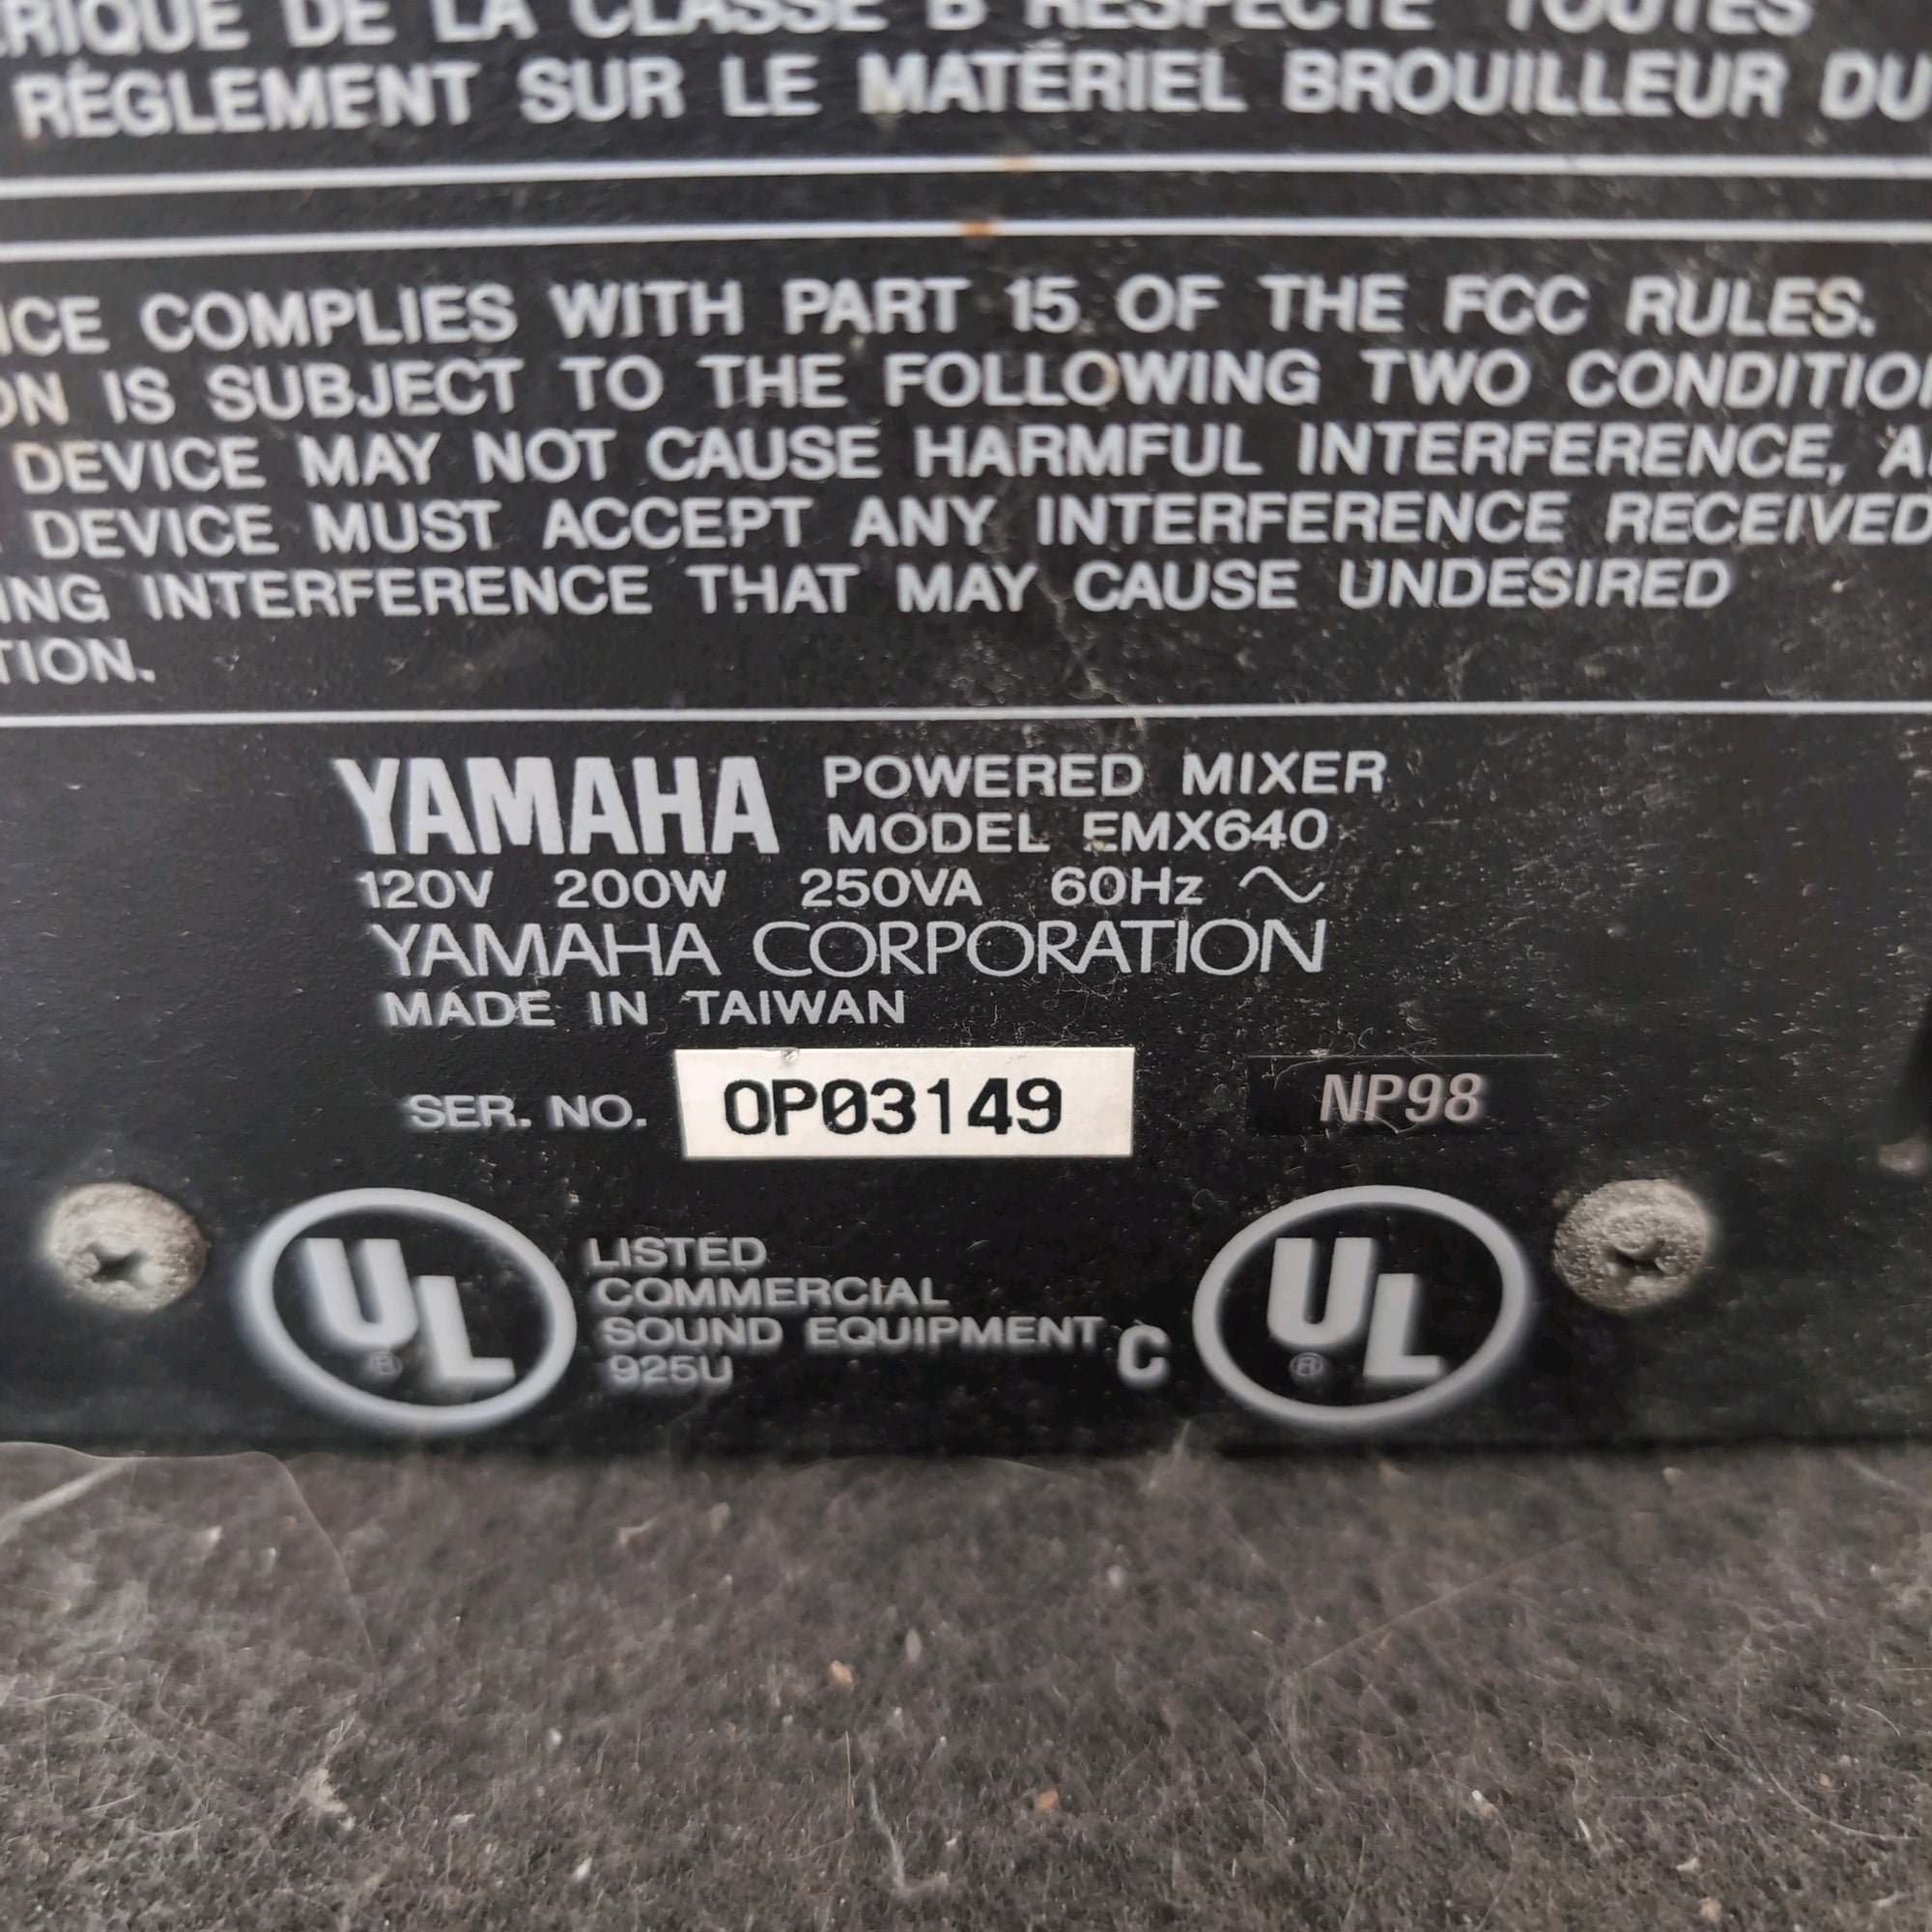 RIQUE DE LA CLASSE B RESPECTE TOUTES
RÉGLEMENT SUR LE MATÉRIEL BROUILLEUR DU
ICE COMPLIES WITH PART 15 OF THE FCC RULES.
ON IS SUBJECT TO THE FOLLOWING TWO CONDITIO
DEVICE MAY NOT CAUSE HARMFUL INTERFERENCE, A
DEVICE MUST ACCEPT ANY INTERFERENCE RECEIVED
ING INTERFERENCE THAT MAY CAUSE UNDESIRED
TION.
YAMAHA POWERED MIXER
MODEL EMX640
120V 200W 250VA 60Hz ~
YAMAHA CORPORATION
MADE IN TAIWAN
SER. NO. OP03149 NP98
UL ® LISTED
COMMERCIAL
SOUND EQUIPMENT
925U
C UL ®